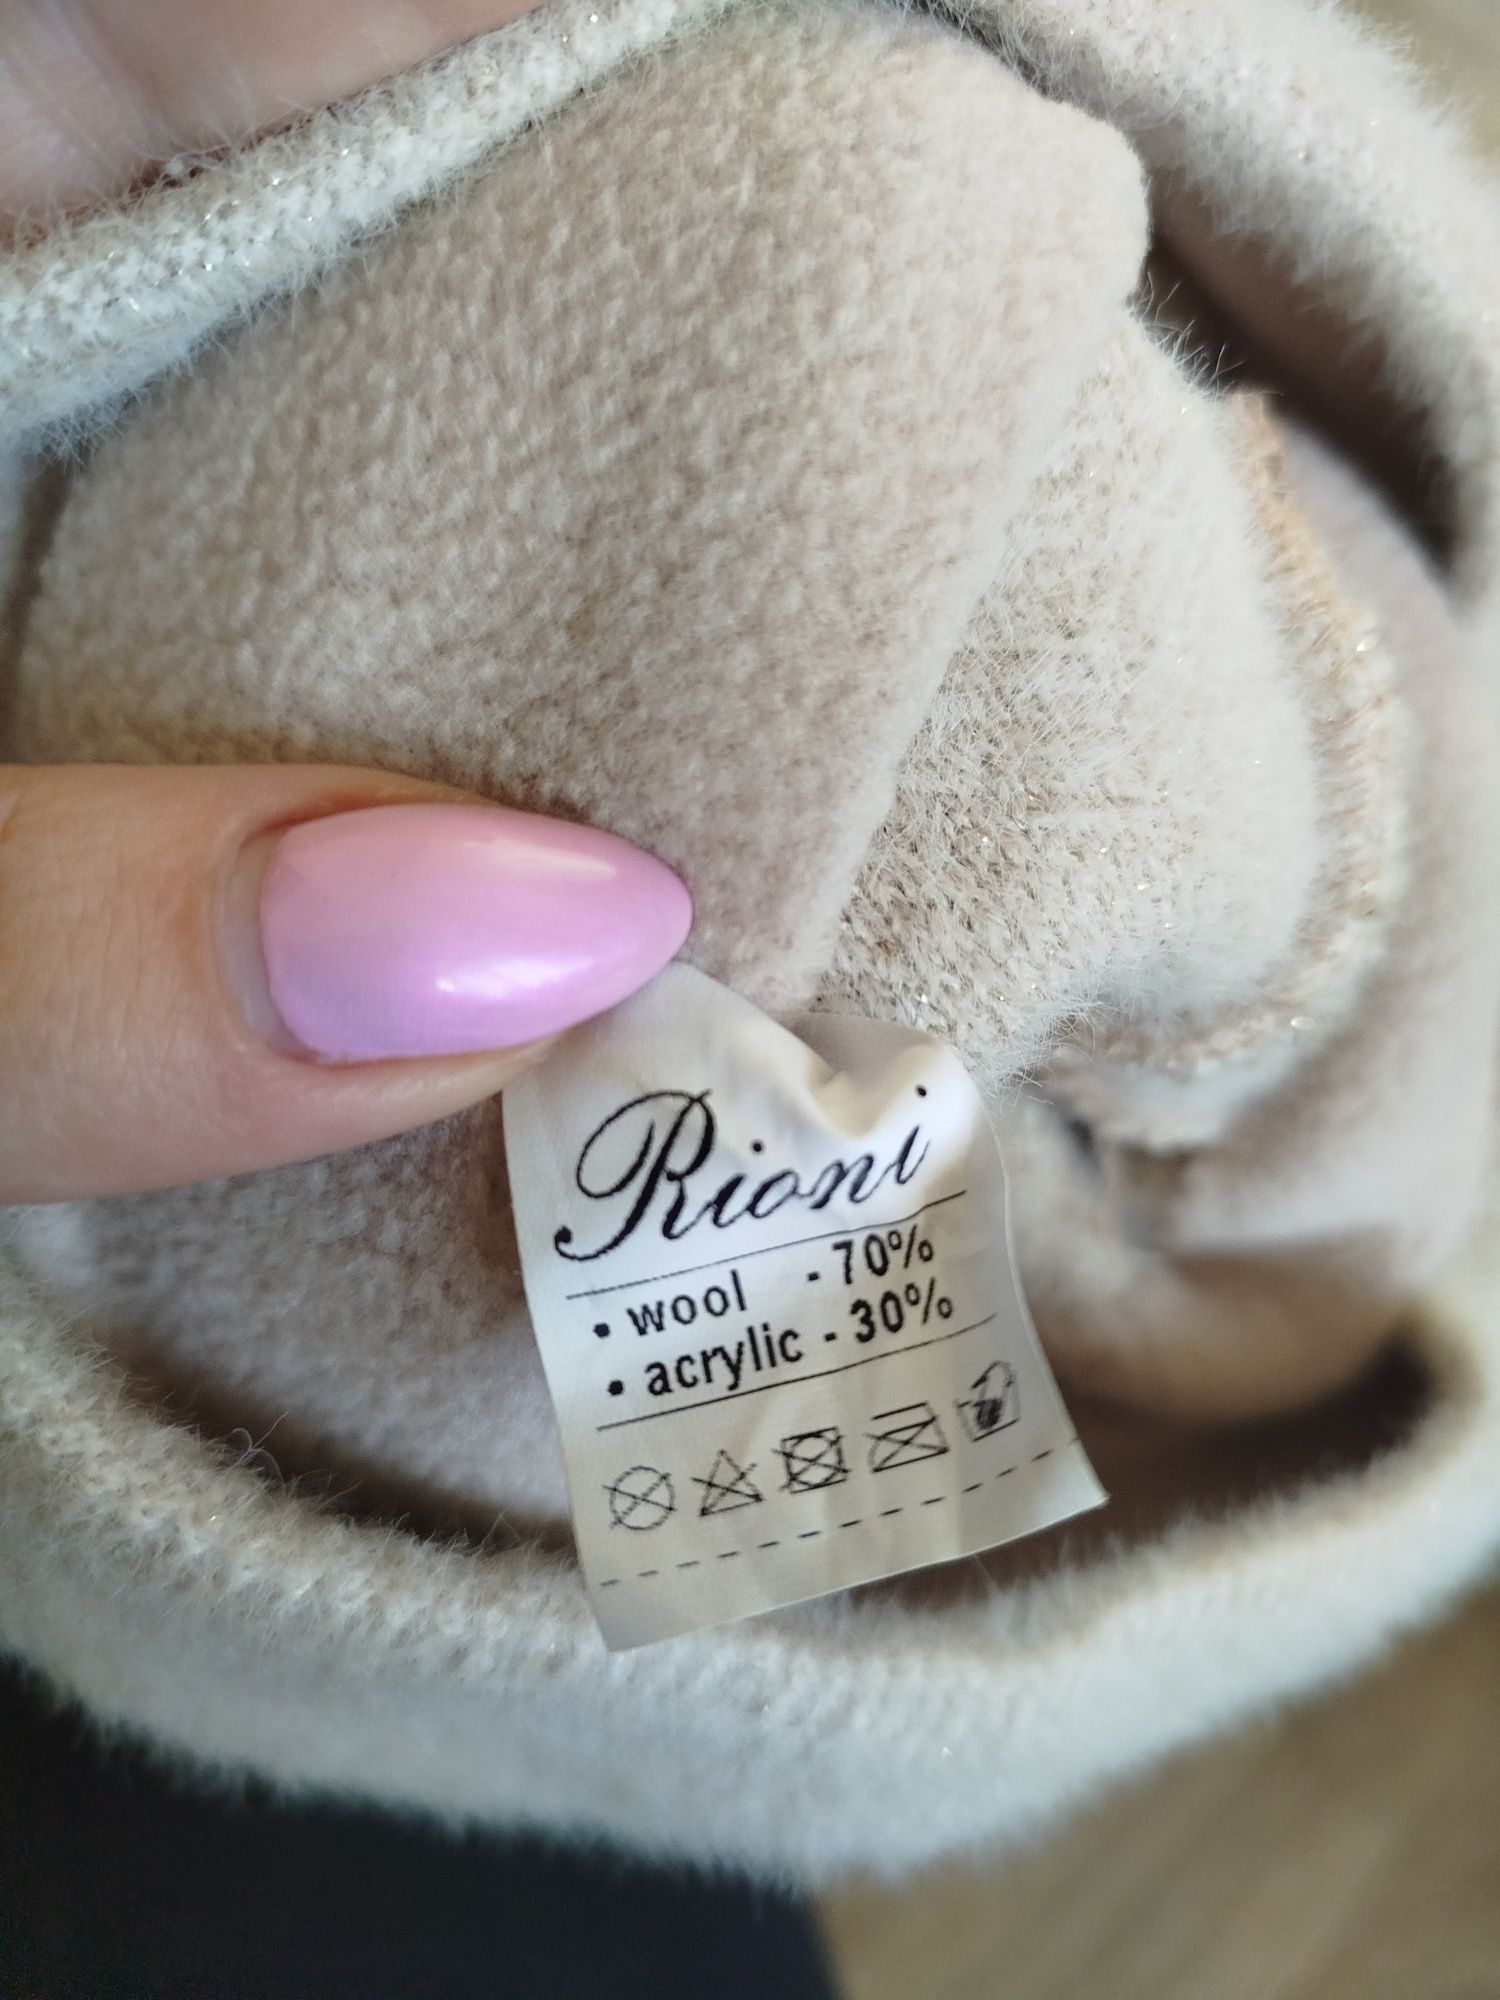 Rioni
• wool - 70%
• acrylic - 30%